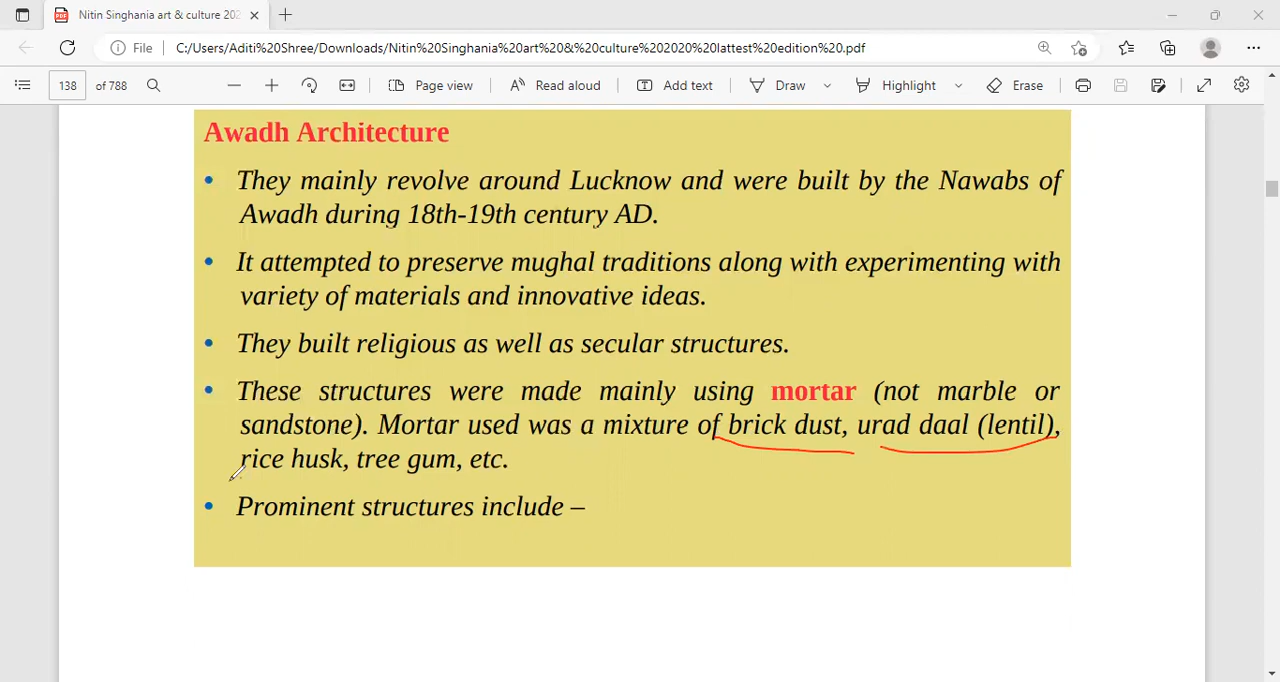 Nitin Singhania art & culture 202
File
C:/Users/Aditi%20Shree/Downloads/Nitin%20Singhania%20art%20&%20culture%202020%20lattest%20edition%20.pdf
138 of 788
Page view
Read aloud
Add text
Draw
Highlight
Erase
Awadh Architecture
• They mainly revolve around Lucknow and were built by the Nawabs of
Awadh during 18th-19th century AD.
• It attempted to preserve mughal traditions along with experimenting with
variety of materials and innovative ideas.
• They built religious as well as secular structures.
• These structures were made mainly using mortar (not marble or
sandstone). Mortar used was a mixture of brick dust, urad daal (lentil),
rice husk, tree gum, etc.
• Prominent structures include –